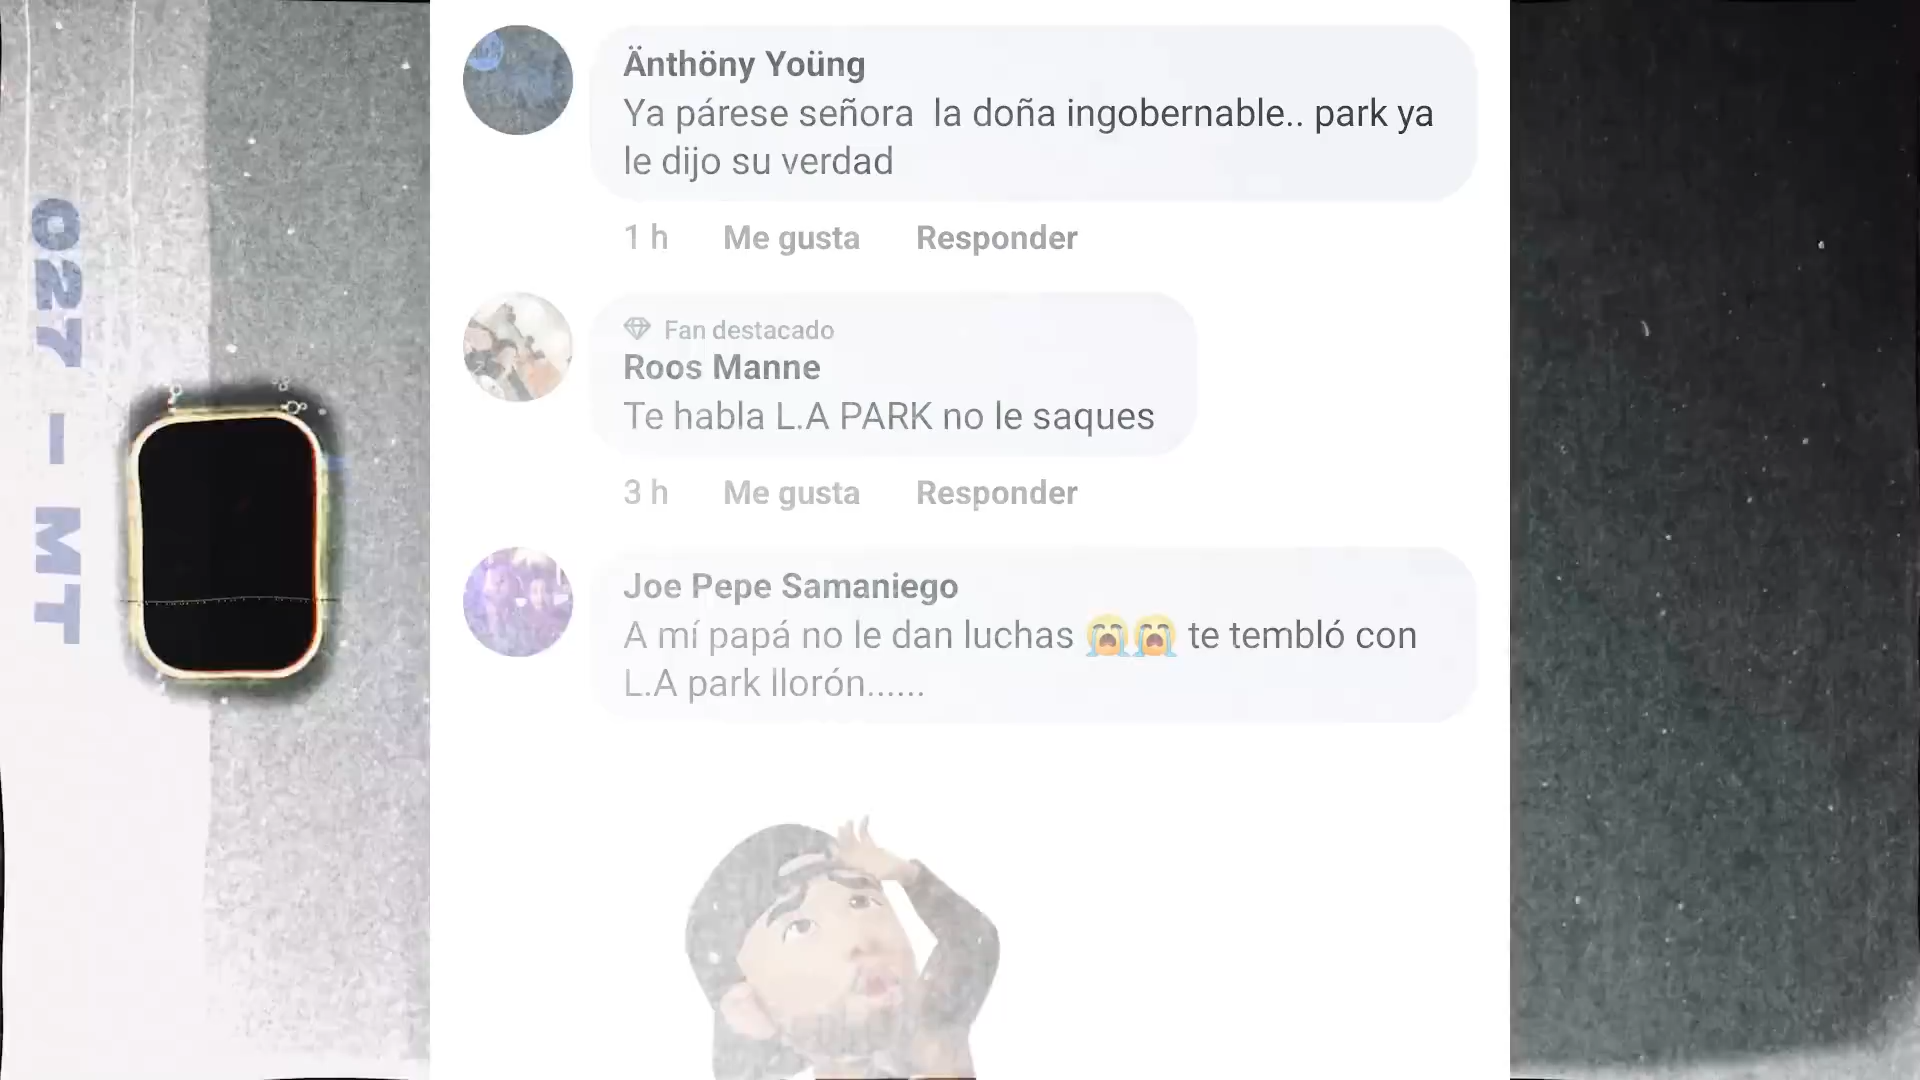 027 – MT
Änthöny Yoüng
Ya párese señora  la doña ingobernable.. park ya
le dijo su verdad
1 h Me gusta Responder
Fan destacado
Roos Manne
Te habla L.A PARK no le saques
3 h Me gusta Responder
Joe Pepe Samaniego
A mí papá no le dan luchas 😭😭 te tembló con
L.A park llorón......